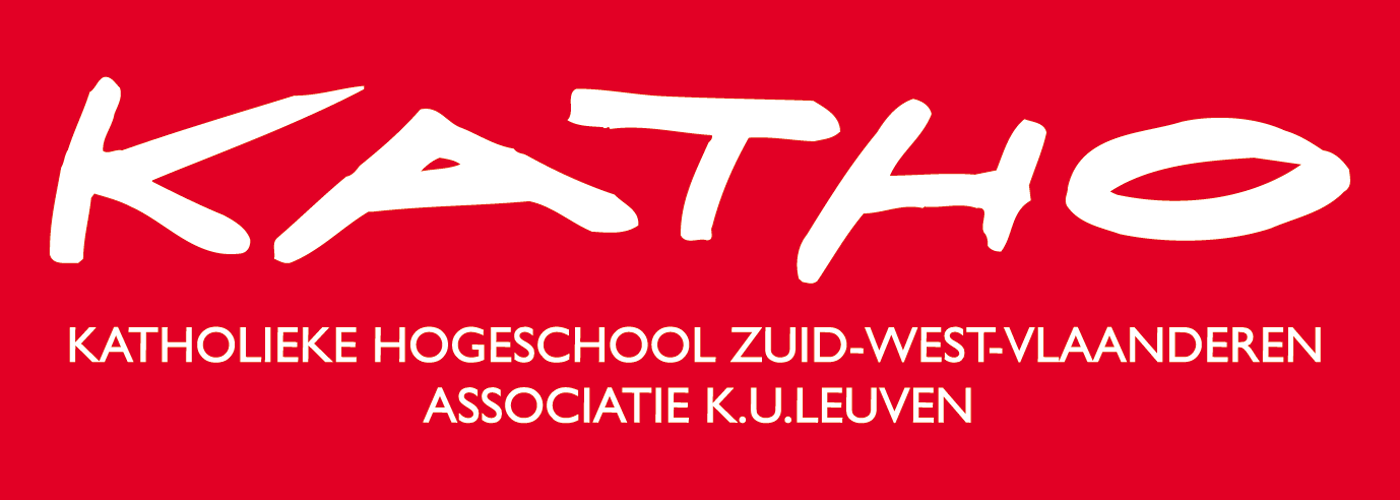 KATHO
KATHOLIEKE HOGESCHOOL ZUID-WEST-VLAANDEREN
ASSOCIATIE K.U.LEUVEN